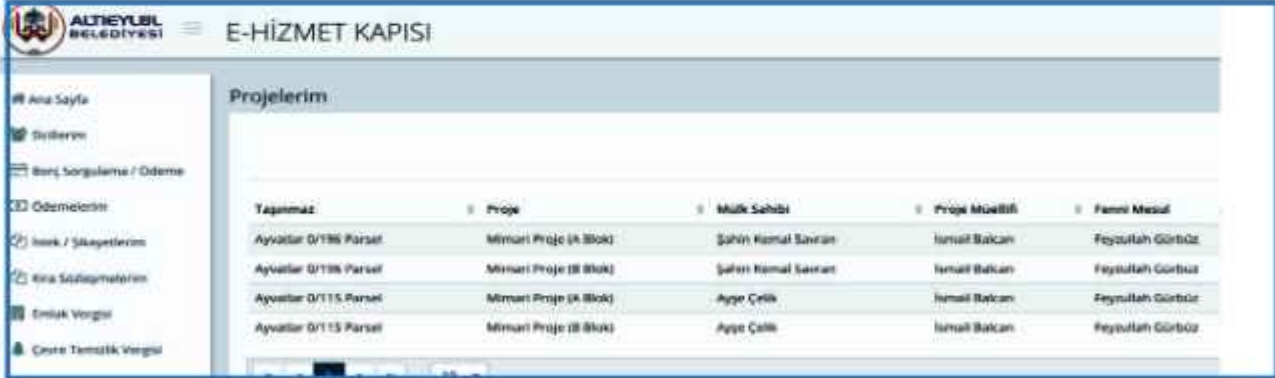 ALTIEYLÜL
BELEDİYESİ
E-HİZMET KAPISI
Ana Sayfa
Sicillerim
Borç Sorgulama / Ödeme
Ödemelerim
İstek / Şikayetlerim
Kira Sözleşmelerim
Emlak Vergisi
Çevre Temizlik Vergisi
Projelerim
Taşınmaz Proje Mülk Sahibi Proje Müellifi Fenni Mesul
Ayvatlar 0/196 Parsel Mimari Proje (A Blok) Şahin Kemal Savran İsmail Balcan Feyzullah Gürbüz
Ayvatlar 0/196 Parsel Mimari Proje (B Blok) Şahin Kemal Savran İsmail Balcan Feyzullah Gürbüz
Ayvatlar 0/115 Parsel Mimari Proje (A Blok) Ayşe Çelik İsmail Balcan Feyzullah Gürbüz
Ayvatlar 0/115 Parsel Mimari Proje (B Blok) Ayşe Çelik İsmail Balcan Feyzullah Gürbüz